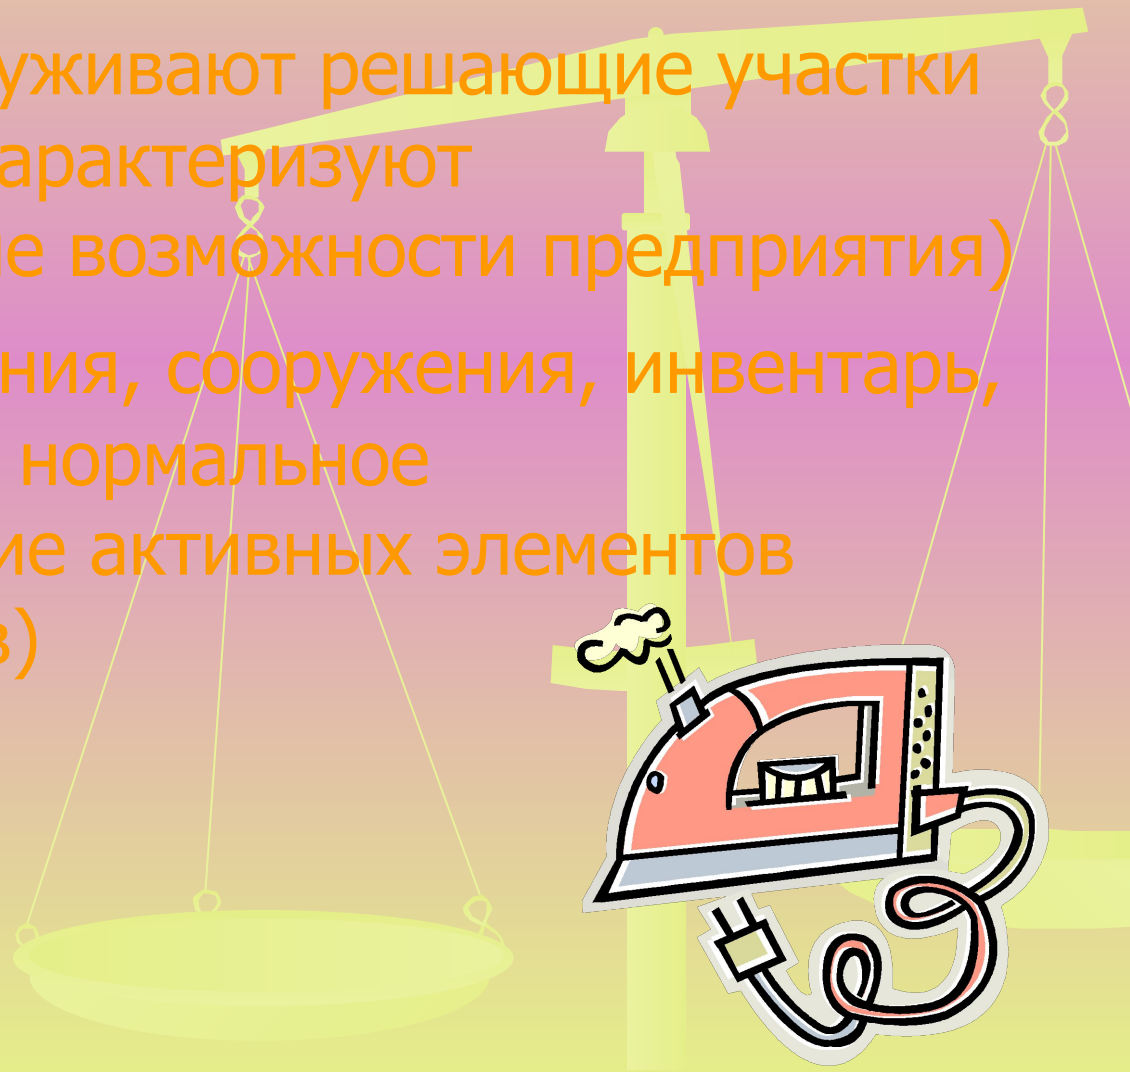 уживают решающие участки
арактеризуют
е возможности предприятия)
ния, сооружения, инвентарь,
нормальное
ие активных элементов
в)